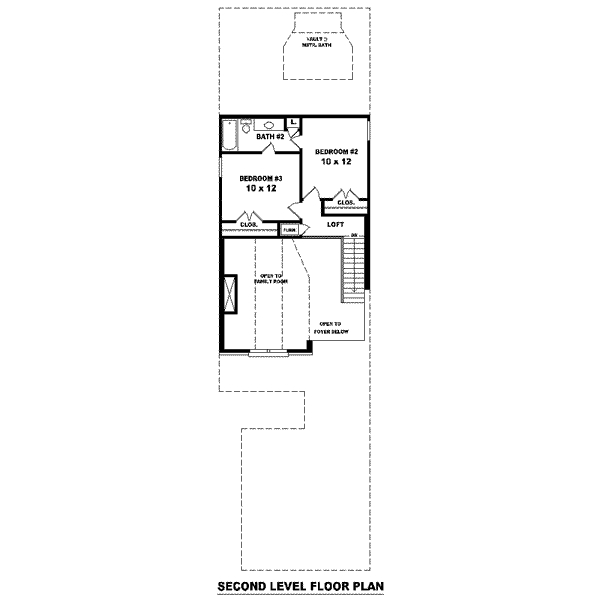 VAULT'D
MSTR. BATH
L.
BATH #2
BEDROOM #2
10 x 12
BEDROOM #3
10 x 12
CLOS.
CLOS.
LOFT
FURN
DN
OPEN TO
FAMILY ROOM
OPEN TO
FOYER BELOW
SECOND LEVEL FLOOR PLAN